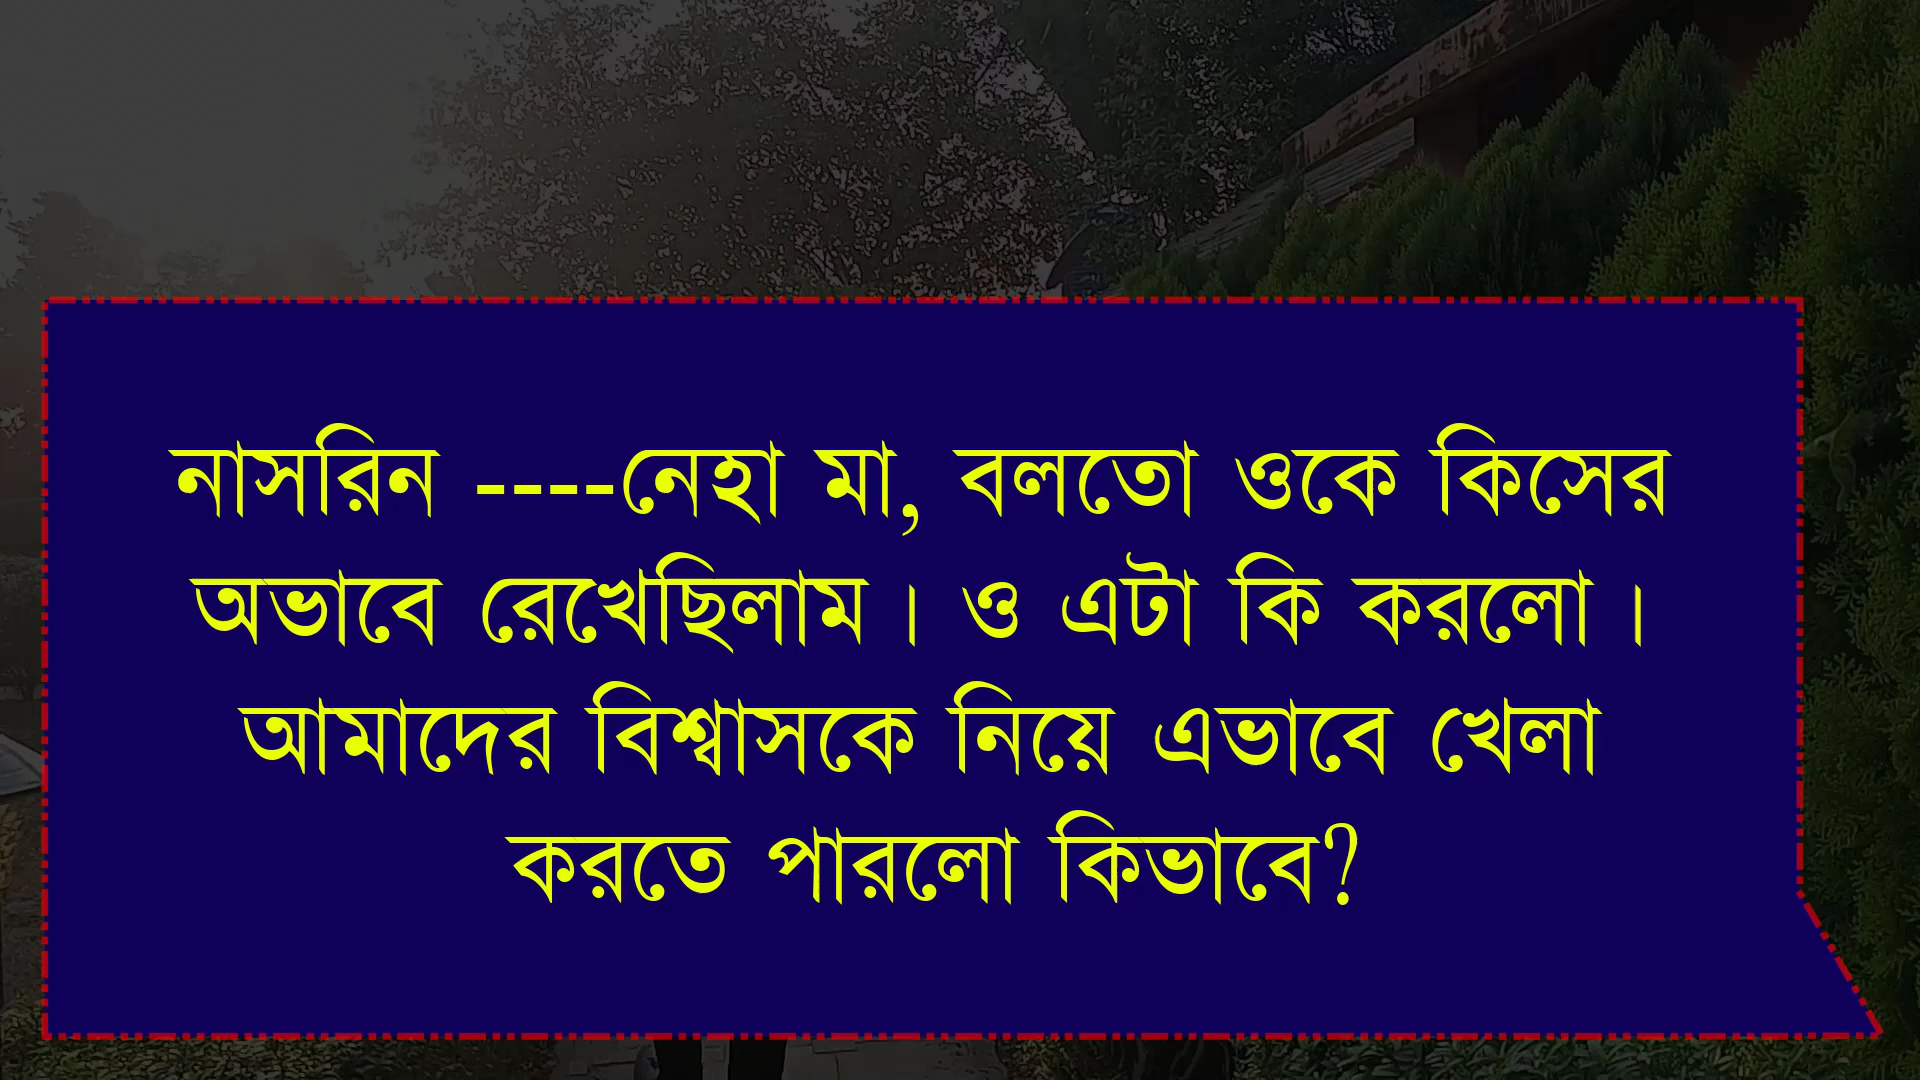 নাসরিন ----নেহা মা, বলতো ওকে কিসের
অভাবে রেখেছিলাম। ও এটা কি করলো।
আমাদের বিশ্বাসকে নিয়ে এভাবে খেলা
করতে পারলো কিভাবে?